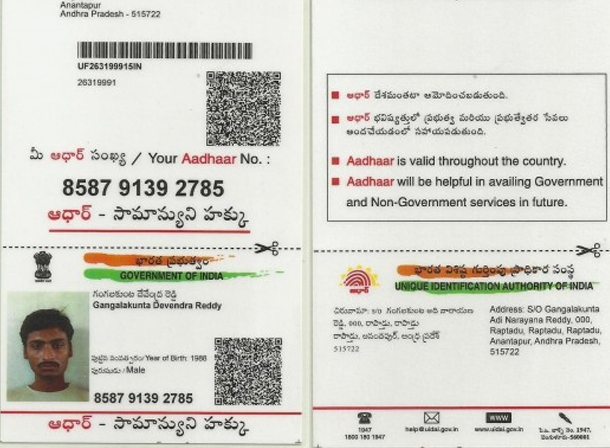 Anantapur
Andhra Pradesh - 515722
UF263199915IN
26319991
మీ ఆధార్ సంఖ్య / Your Aadhaar No. :
8587 9139 2785
ఆధార్ - సామాన్యుని హక్కు
భారత ప్రభుత్వం
GOVERNMENT OF INDIA
గంగలకుంట దేవేంద్ర రెడ్డి
Gangalakunta Devendra Reddy
పుట్టిన సంవత్సరం/Year of Birth: 1988
పురుషుడు / Male
8587 9139 2785
ఆధార్ - సామాన్యుని హక్కు
ఆధార్ దేశమంతటా ఆమోదించబడుతుంది.
ఆధార్ భవిష్యత్తులో ప్రభుత్వ మరియు ప్రభుత్వేతర సేవలు
అందచేయడంలో సహాయపడుతుంది.
Aadhaar is valid throughout the country.
Aadhaar will be helpful in availing Government
and Non-Government services in future.
భారత విశిష్ట గుర్తింపు ప్రాధికార సంస్థ
UNIQUE IDENTIFICATION AUTHORITY OF INDIA
చిరునామా: S/O గంగలకుంట ఆది నారాయణ
రెడ్డి, 000, రాప్తాడు, రాప్తాడు
రాప్తాడు, అనంతపుర్, ఆంధ్ర ప్రదేశ్
515722
Address: S/O Gangalakunta
Adi Narayana Reddy, 000,
Raptadu, Raptadu, Raptadu,
Anantapur, Andhra Pradesh,
515722
1947
1800 180 1947
help@uidai.gov.in
www
www.uidai.gov.in
1947,
560001